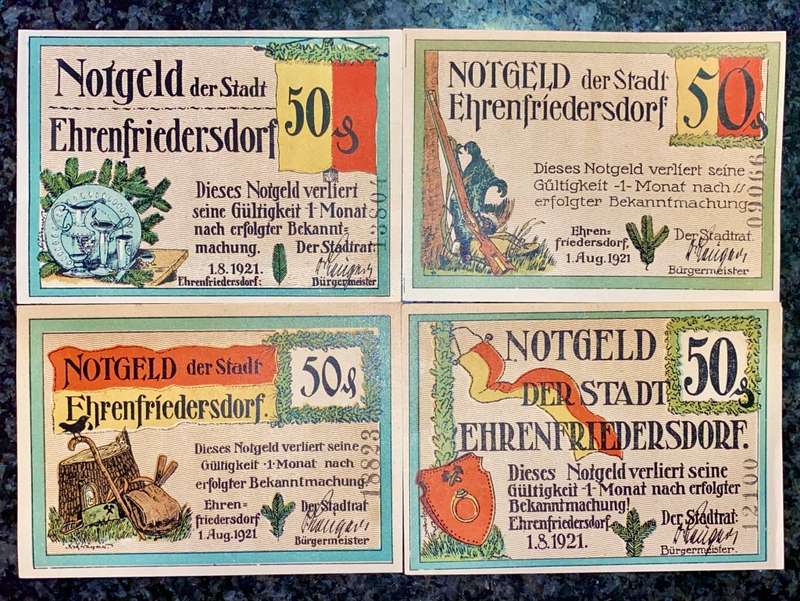 Notgeld der Stadt
Ehrenfriedersdorf
50 ₰
Dieses Notgeld verliert
seine Gültigkeit 1 Monat
nach erfolgter Bekannt-
machung. Der Stadtrat:
1.8.1921.
Ehrenfriedersdorf: Bürgermeister
NOTGELD der Stadt
Ehrenfriedersdorf
50 ₰
Dieses Notgeld verliert seine
Gültigkeit -1- Monat nach
erfolgter Bekanntmachung
Ehren- Der Stadtrat.
friedersdorf,
1. Aug. 1921
Bürgermeister
09066
NOTGELD der Stadt
Ehrenfriedersdorf.
50 ₰
Dieses Notgeld verliert seine
Gültigkeit -1- Monat nach
erfolgter Bekanntmachung
Ehren- Der Stadtrat:
friedersdorf
1 Aug. 1921
Bürgermeister
18823
NOTGELD
DER STADT
EHRENFRIEDERSDORF.
50 ₰
Dieses Notgeld verliert seine
Gültigkeit -1- Monat nach erfolgter
Bekanntmachung!
Ehrenfriedersdorf Der Stadtrat:
1.8.1921.
Bürgermeister.
12100